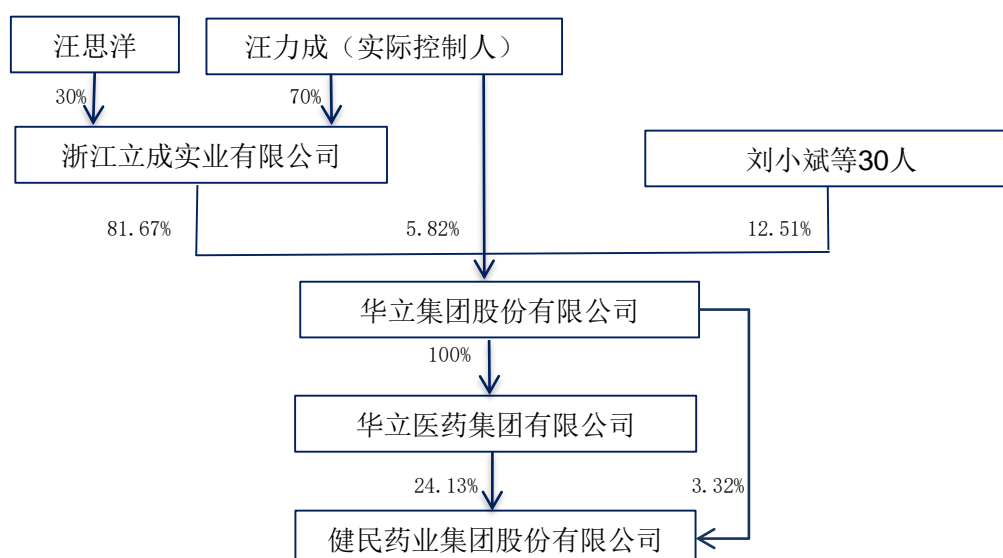 汪思洋
汪力成（实际控制人）
30%
70%
浙江立成实业有限公司
刘小斌等30人
81.67%
5.82%
12.51%
华立集团股份有限公司
100%
华立医药集团有限公司
24.13%
3.32%
健民药业集团股份有限公司